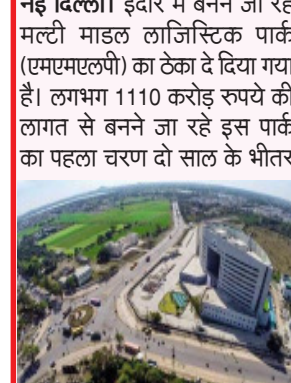 नई दिल्ली। इंदौर में बनने जा रहे
मल्टी माडल लाजिस्टिक पार्क
(एमएमएलपी) का ठेका दे दिया गया
है। लगभग 1110 करोड़ रुपये की
लागत से बनने जा रहे इस पार्क
का पहला चरण दो साल के भीतर